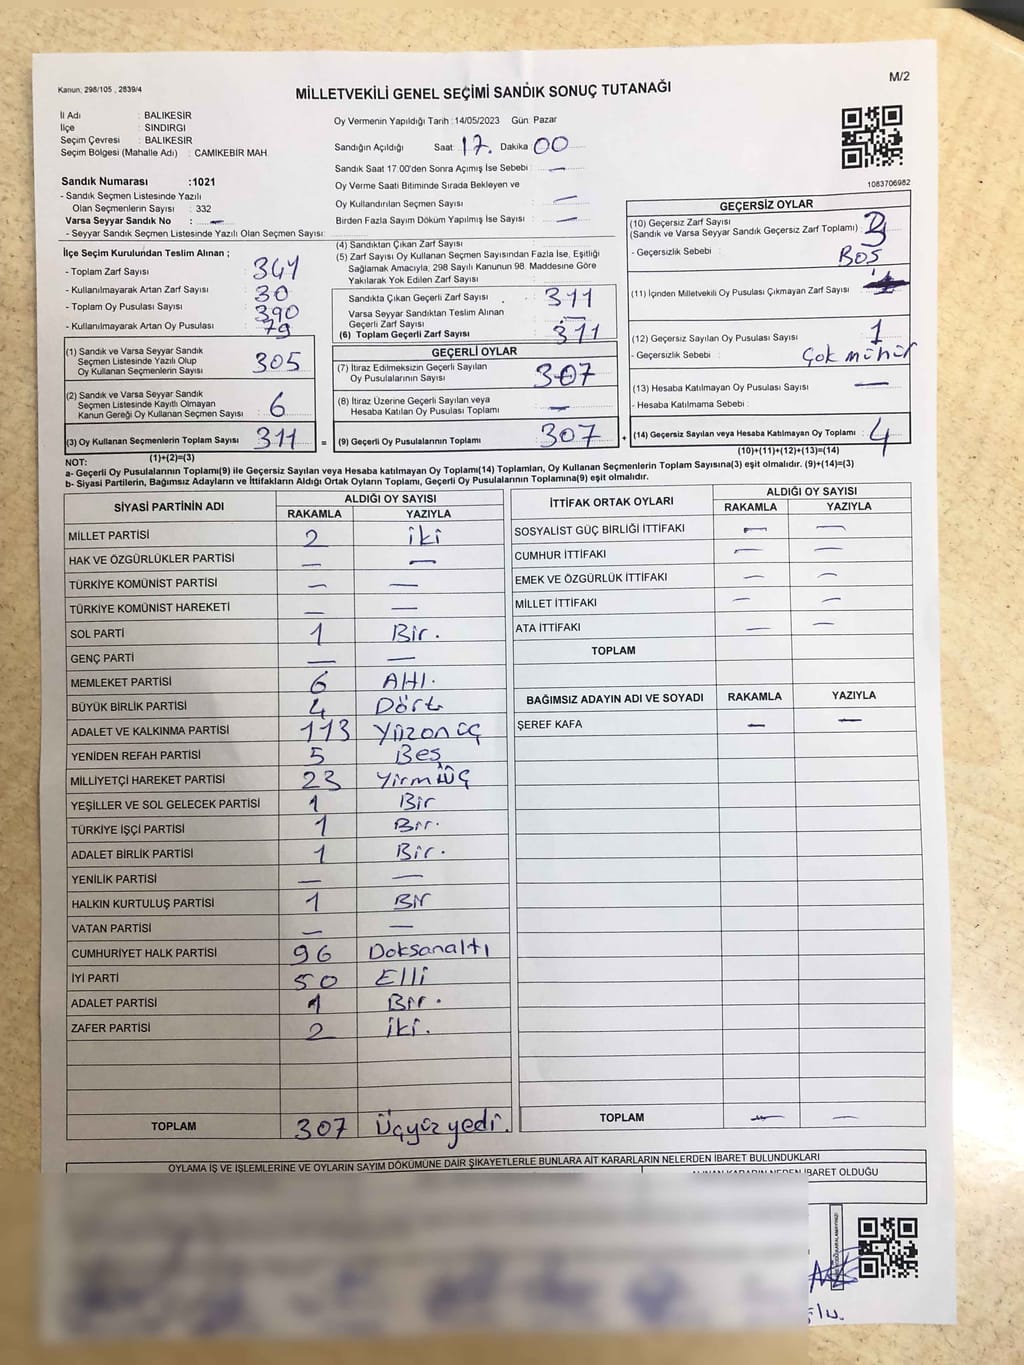 Kanun, 298/105 , 2839/4
M/2
MİLLETVEKİLİ GENEL SEÇİMİ SANDIK SONUÇ TUTANAĞI
İl Adı : BALIKESİR
İlçe : SINDIRGI
Seçim Çevresi : BALIKESİR
Seçim Bölgesi (Mahalle Adı) : CAMİKEBİR MAH.
Sandık Numarası :1021
- Sandık Seçmen Listesinde Yazılı
Olan Seçmenlerin Sayısı : 332
Varsa Seyyar Sandık No : —
- Seyyar Sandık Seçmen Listesinde Yazılı Olan Seçmen Sayısı:
Oy Vermenin Yapıldığı Tarih :14/05/2023 Gün: Pazar
Sandığın Açıldığı Saat 17. Dakika 00
Sandık Saat 17.00'den Sonra Açımış İse Sebebi : —
Oy Verme Saati Bitiminde Sırada Bekleyen ve
Oy Kullandırılan Seçmen Sayısı : —
Birden Fazla Sayım Döküm Yapılmış İse Sayısı : —
1083706982
İlçe Seçim Kurulundan Teslim Alınan ;
- Toplam Zarf Sayısı : 341
- Kullanılmayarak Artan Zarf Sayısı : 30
- Toplam Oy Pusulası Sayısı : 390
- Kullanılmayarak Artan Oy Pusulası : 79
(1) Sandık ve Varsa Seyyar Sandık
Seçmen Listesinde Yazılı Olup
Oy Kullanan Seçmenlerin Sayısı : 305
(2) Sandık ve Varsa Seyyar Sandık
Seçmen Listesinde Kayıtlı Olmayan
Kanun Gereği Oy Kullanan Seçmen Sayısı : 6
(3) Oy Kullanan Seçmenlerin Toplam Sayısı : 311 =
(1)+(2)=(3)
(4) Sandıktan Çıkan Zarf Sayısı :
(5) Zarf Sayısı Oy Kullanan Seçmen Sayısından Fazla İse, Eşitliği
Sağlamak Amacıyla, 298 Sayılı Kanunun 98. Maddesine Göre
Yakılarak Yok Edilen Zarf Sayısı :
Sandıkta Çıkan Geçerli Zarf Sayısı : 311
Varsa Seyyar Sandıktan Teslim Alınan
Geçerli Zarf Sayısı : —
(6) Toplam Geçerli Zarf Sayısı : 311
GEÇERLİ OYLAR
(7) İtiraz Edilmeksizin Geçerli Sayılan
Oy Pusulalarının Sayısı : 307
(8) İtiraz Üzerine Geçerli Sayılan veya
Hesaba Katılan Oy Pusulası Toplamı : —
(9) Geçerli Oy Pusulalarının Toplamı : 307 +
GEÇERSİZ OYLAR
(10) Geçersiz Zarf Sayısı
(Sandık ve Varsa Seyyar Sandık Geçersiz Zarf Toplamı) : 3
- Geçersizlik Sebebi : BOŞ
(11) İçinden Milletvekili Oy Pusulası Çıkmayan Zarf Sayısı :
(12) Geçersiz Sayılan Oy Pusulası Sayısı : 1
- Geçersizlik Sebebi : Çok mühür
(13) Hesaba Katılmayan Oy Pusulası Sayısı : —
- Hesaba Katılmama Sebebi :
(14) Geçersiz Sayılan veya Hesaba Katılmayan Oy Toplamı : 4
(10)+(11)+(12)+(13)=(14)
NOT:
a- Geçerli Oy Pusulalarının Toplamı(9) ile Geçersiz Sayılan veya Hesaba katılmayan Oy Toplamı(14) Toplamları, Oy Kullanan Seçmenlerin Toplam Sayısına(3) eşit olmalıdır. (9)+(14)=(3)
b- Siyasi Partilerin, Bağımsız Adayların ve İttifakların Aldığı Ortak Oyların Toplamı, Geçerli Oy Pusulalarının Toplamına(9) eşit olmalıdır.
SİYASİ PARTİNİN ADI ALDIĞI OY SAYISI
RAKAMLA YAZIYLA
MİLLET PARTİSİ 2 iki
HAK VE ÖZGÜRLÜKLER PARTİSİ — —
TÜRKİYE KOMÜNİST PARTİSİ — —
TÜRKİYE KOMÜNİST HAREKETİ — —
SOL PARTİ 1 Bir.
GENÇ PARTİ — —
MEMLEKET PARTİSİ 6 Altı.
BÜYÜK BİRLİK PARTİSİ 4 Dört
ADALET VE KALKINMA PARTİSİ 113 Yüzonüç
YENİDEN REFAH PARTİSİ 5 Beş
MİLLİYETÇİ HAREKET PARTİSİ 23 Yirmiüç
YEŞİLLER VE SOL GELECEK PARTİSİ 1 Bir
TÜRKİYE İŞÇİ PARTİSİ 1 Bir.
ADALET BİRLİK PARTİSİ 1 Bir.
YENİLİK PARTİSİ — —
HALKIN KURTULUŞ PARTİSİ 1 Bir
VATAN PARTİSİ — —
CUMHURİYET HALK PARTİSİ 96 Doksanaltı
İYİ PARTİ 50 Elli
ADALET PARTİSİ 1 Bir.
ZAFER PARTİSİ 2 iki.
TOPLAM 307 Üçyüzyedi.
İTTİFAK ORTAK OYLARI ALDIĞI OY SAYISI
RAKAMLA YAZIYLA
SOSYALİST GÜÇ BİRLİĞİ İTTİFAKI — —
CUMHUR İTTİFAKI — —
EMEK VE ÖZGÜRLÜK İTTİFAKI — —
MİLLET İTTİFAKI — —
ATA İTTİFAKI — —
TOPLAM
BAĞIMSIZ ADAYIN ADI VE SOYADI RAKAMLA YAZIYLA
ŞEREF KAFA — —
TOPLAM — —
OYLAMA İŞ VE İŞLEMLERİNE VE OYLARIN SAYIM DÖKÜMÜNE DAİR ŞİKAYETLERLE BUNLARA AİT KARARLARIN NELERDEN İBARET BULUNDUKLARI
ALINAN KARARIN NEDEN İBARET OLDUĞU